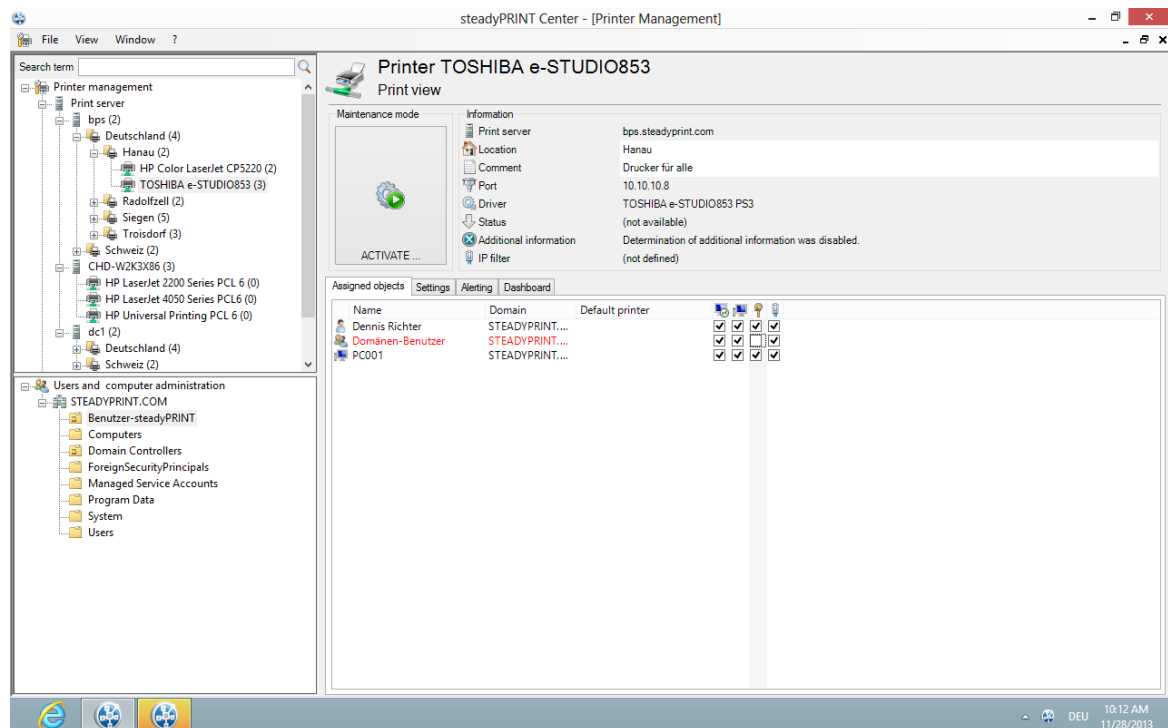 steadyPRINT Center - [Printer Management]
File View Window ?
Search term
Printer management
Print server
bps (2)
Deutschland (4)
Hanau (2)
HP Color LaserJet CP5220 (2)
TOSHIBA e-STUDIO853 (3)
Radolfzell (2)
Siegen (5)
Troisdorf (3)
Schweiz (2)
CHD-W2K3X86 (3)
HP LaserJet 2200 Series PCL 6 (0)
HP LaserJet 4050 Series PCL6 (0)
HP Universal Printing PCL 6 (0)
dc1 (2)
Deutschland (4)
Schweiz (2)
Users and computer administration
STEADYPRINT.COM
Benutzer-steadyPRINT
Computers
Domain Controllers
ForeignSecurityPrincipals
Managed Service Accounts
Program Data
System
Users
Printer TOSHIBA e-STUDIO853
Print view
Maintenance mode
ACTIVATE ...
Information
Print server bps.steadyprint.com
Location Hanau
Comment Drucker für alle
Port 10.10.10.8
Driver TOSHIBA e-STUDIO853 PS3
Status (not available)
Additional information Determination of additional information was disabled.
IP filter (not defined)
Assigned objects Settings Alerting Dashboard
Name Domain Default printer
Dennis Richter STEADYPRINT....
Domänen-Benutzer STEADYPRINT....
PC001 STEADYPRINT....
DEU 10:12 AM
11/28/2013